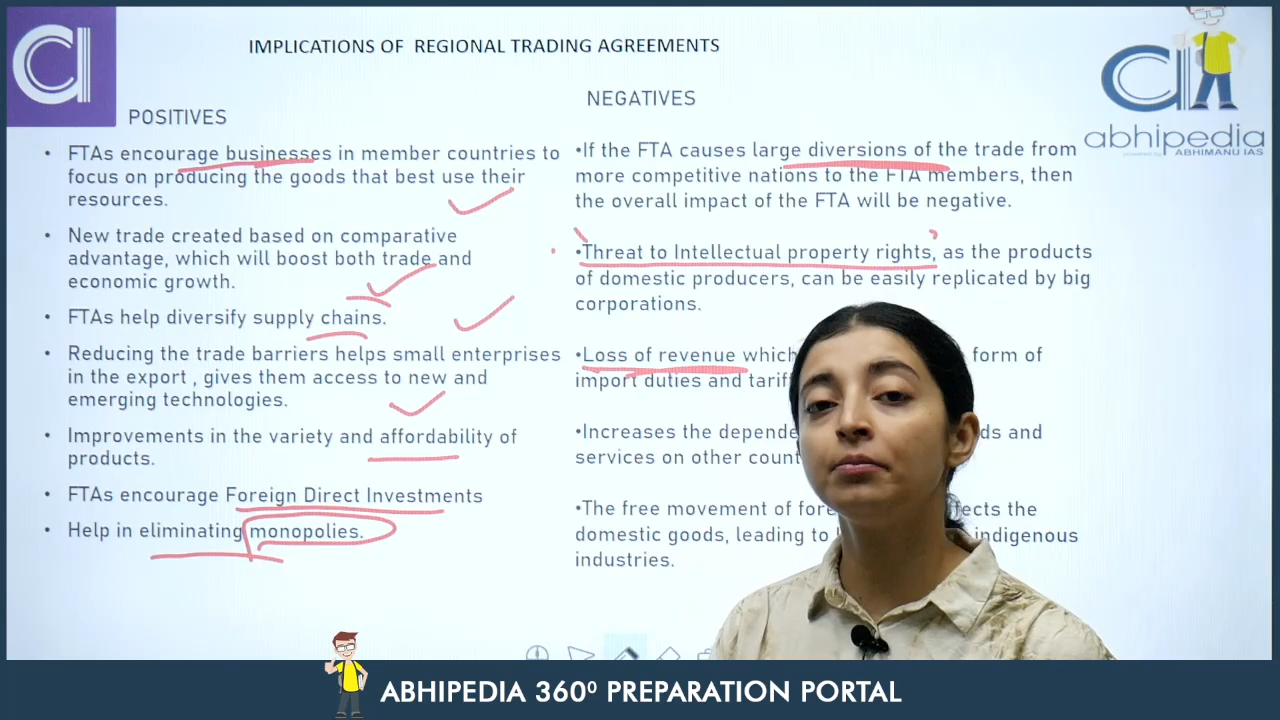 IMPLICATIONS OF REGIONAL TRADING AGREEMENTS
POSITIVES
• FTAs encourage businesses in member countries to
focus on producing the goods that best use their
resources.
• New trade created based on comparative
advantage, which will boost both trade and
economic growth.
• FTAs help diversify supply chains.
• Reducing the trade barriers helps small enterprises
in the export , gives them access to new and
emerging technologies.
• Improvements in the variety and affordability of
products.
• FTAs encourage Foreign Direct Investments
• Help in eliminating monopolies.
NEGATIVES
•If the FTA causes large diversions of the trade from
more competitive nations to the FTA members, then
the overall impact of the FTA will be negative.
•Threat to Intellectual property rights, as the products
of domestic producers, can be easily replicated by big
corporations.
•Loss of revenue form of
import duties and
•Increases the and
services on other
•The free movement of the
domestic goods, leading to indigenous
industries.
abhipedia
powered by ABHIMANU IAS
ABHIPEDIA 360⁰ PREPARATION PORTAL